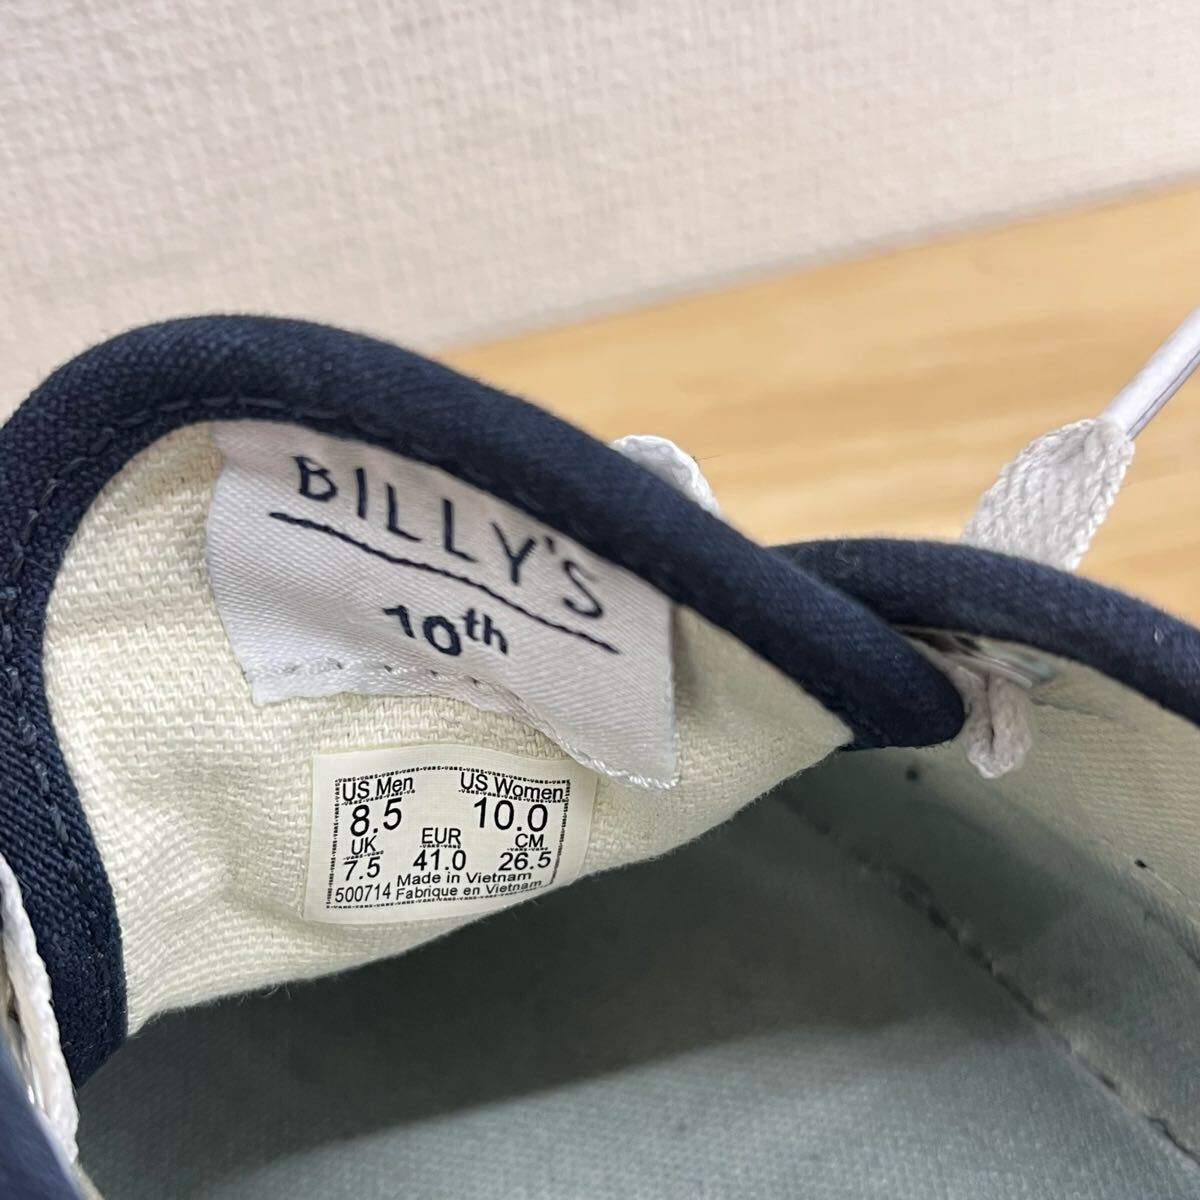 BILLY'S
10th
US Men US Women
8.5 10.0
UK EUR CM
7.5 41.0 26.5
Made in Vietnam
500714 Fabrique en Vietnam